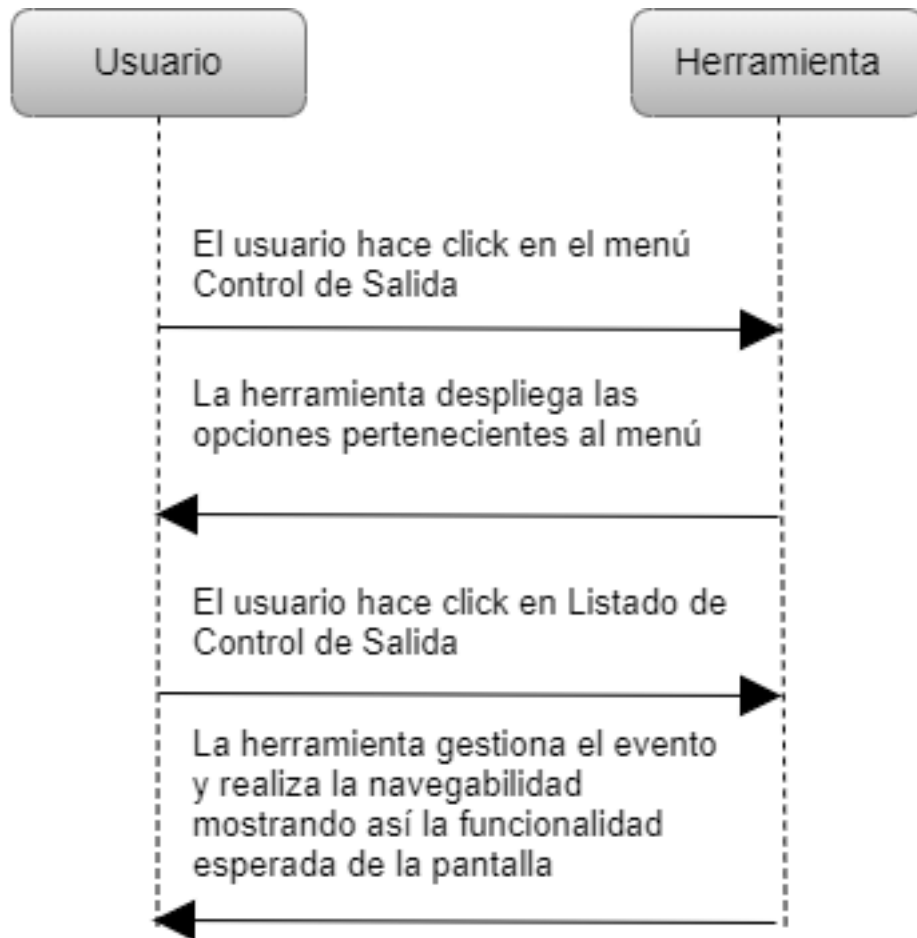 Usuario
Herramienta
El usuario hace click en el menú
Control de Salida
La herramienta despliega las
opciones pertenecientes al menú
El usuario hace click en Listado de
Control de Salida
La herramienta gestiona el evento
y realiza la navegabilidad
mostrando así la funcionalidad
esperada de la pantalla